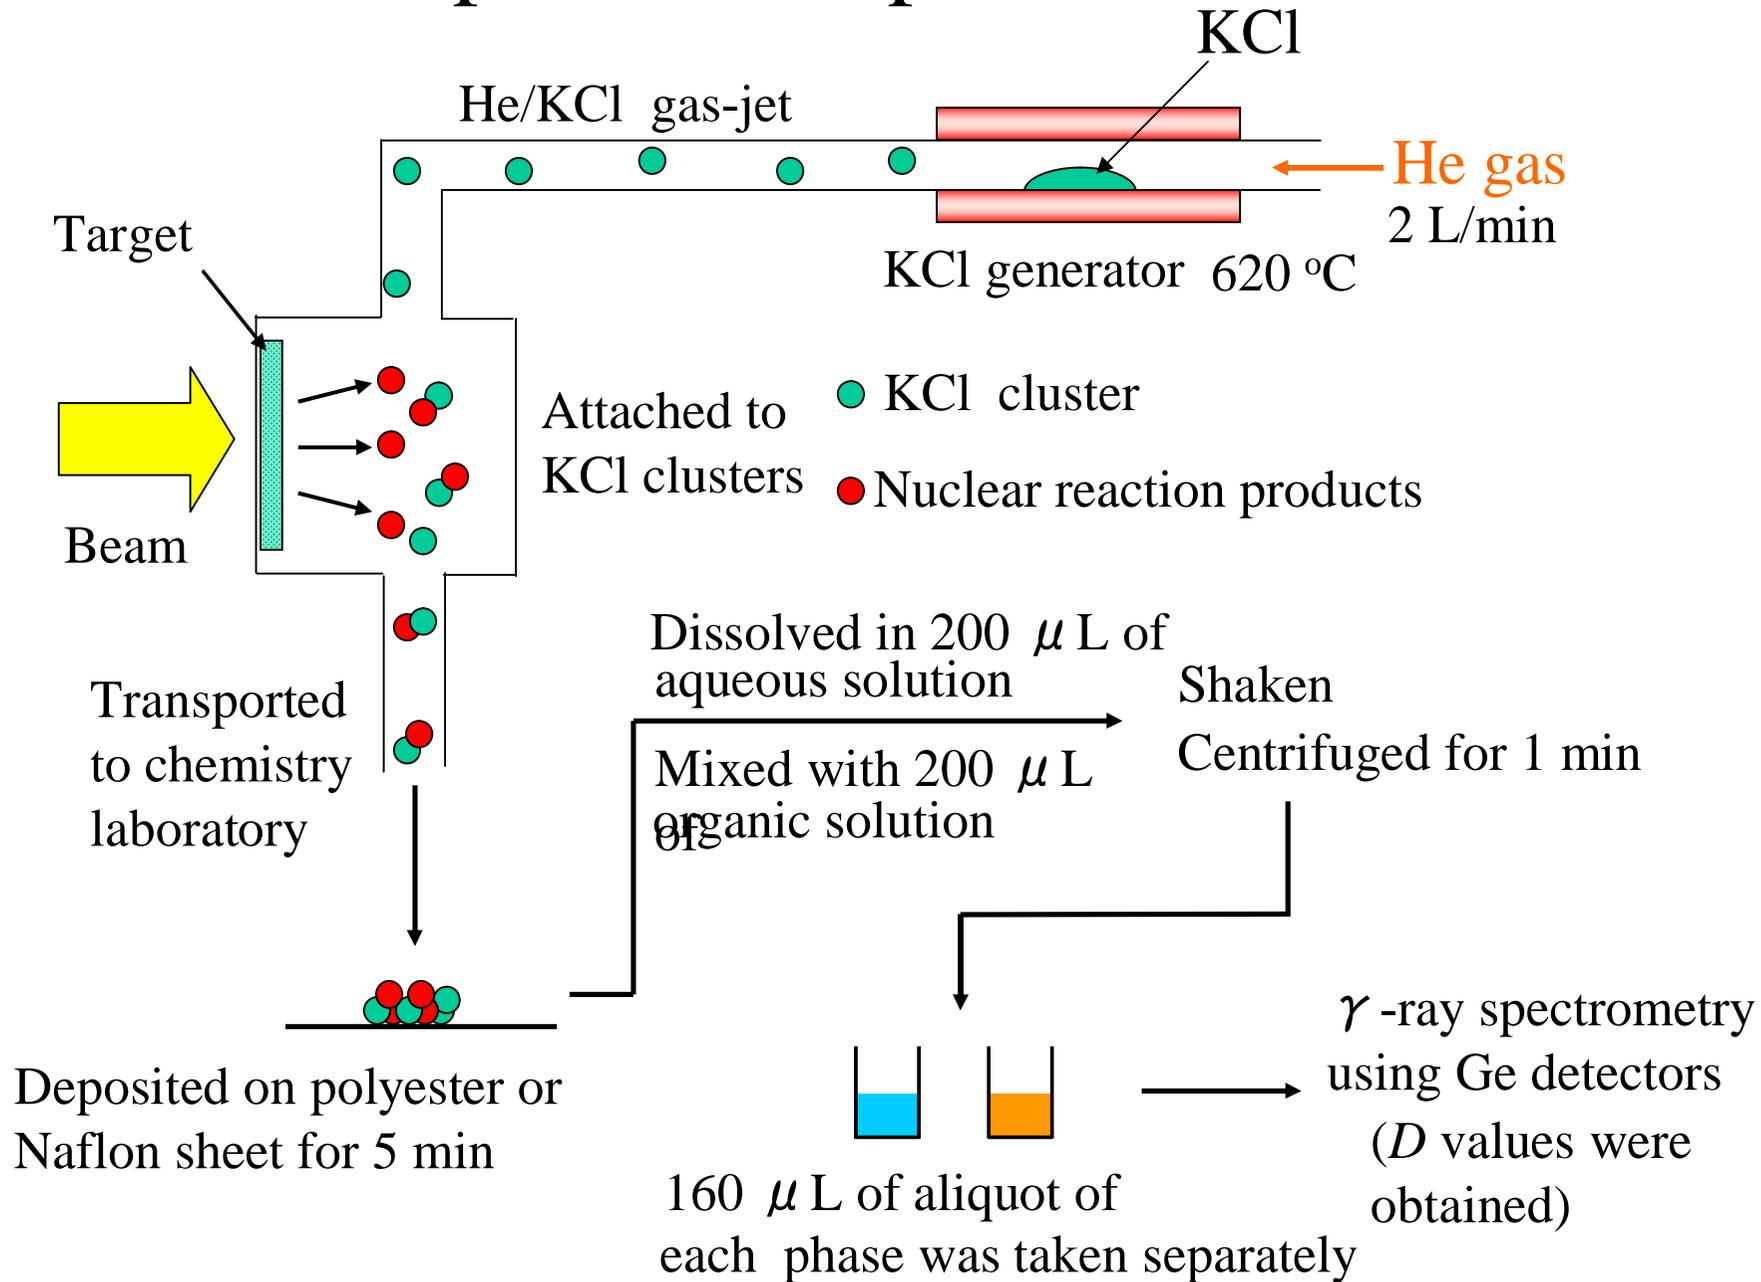 KCl
He/KCl gas-jet
He gas
2 L/min
Target
KCl generator 620 °C
KCl cluster
Attached to
KCl clusters
Nuclear reaction products
Beam
Dissolved in 200 μL of
aqueous solution
Shaken
Centrifuged for 1 min
Transported
to chemistry
laboratory
Mixed with 200 μL
of
organic solution
γ-ray spectrometry
using Ge detectors
(D values were
obtained)
Deposited on polyester or
Naflon sheet for 5 min
160 μL of aliquot of
each phase was taken separately